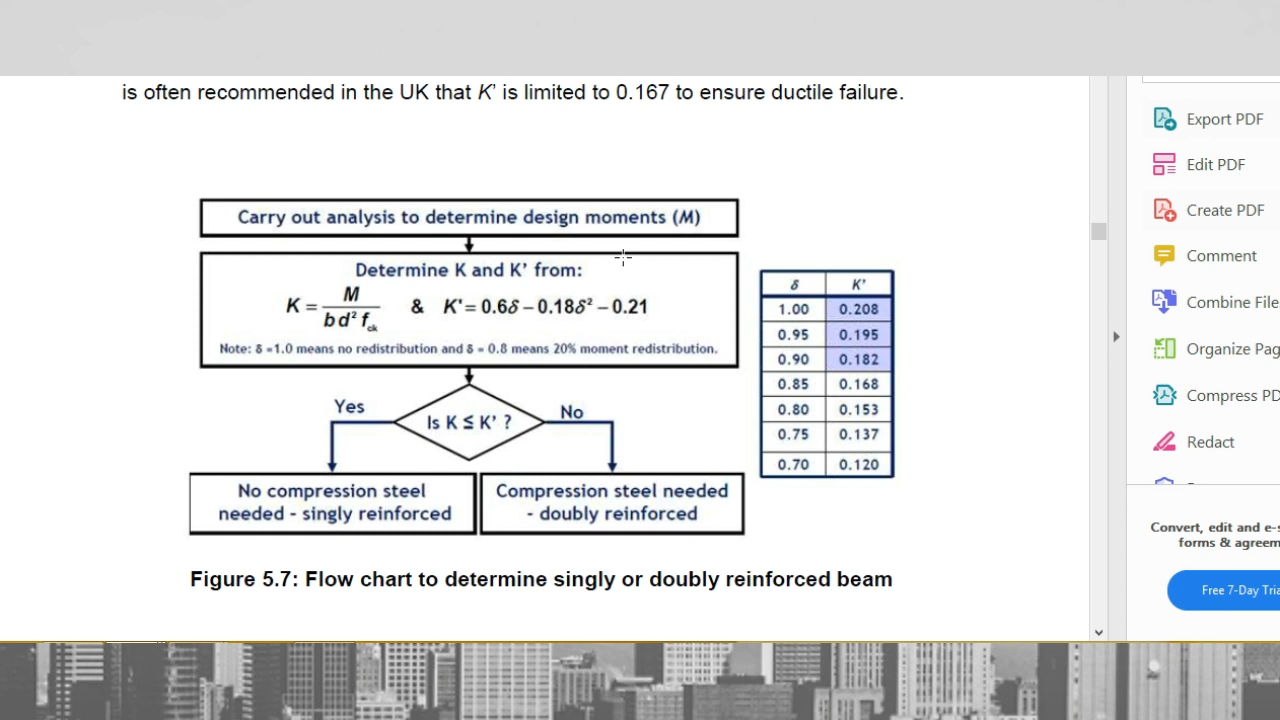 is often recommended in the UK that K' is limited to 0.167 to ensure ductile failure.
Carry out analysis to determine design moments (M)
Determine K and K' from:
K = M / b d² f_ck & K' = 0.6δ – 0.18δ² – 0.21
Note: δ =1.0 means no redistribution and δ = 0.8 means 20% moment redistribution.
Is K ≤ K' ?
Yes
No
No compression steel
needed - singly reinforced
Compression steel needed
- doubly reinforced
δ K'
1.00 0.208
0.95 0.195
0.90 0.182
0.85 0.168
0.80 0.153
0.75 0.137
0.70 0.120
Figure 5.7: Flow chart to determine singly or doubly reinforced beam
Export PDF
Edit PDF
Create PDF
Comment
Combine File
Organize Pag
Compress PD
Redact
Convert, edit and e-s
forms & agreem
Free 7-Day Tria